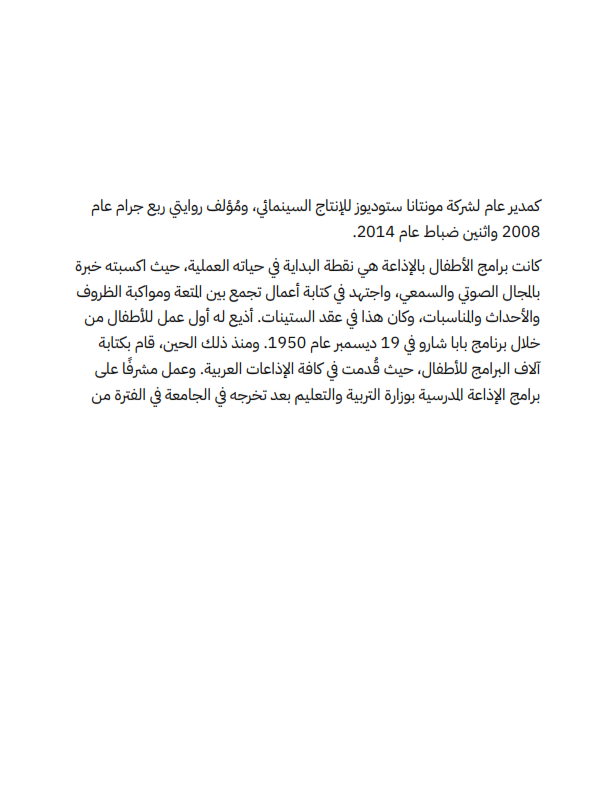 كمدير عام لشركة مونتانا ستوديوز للإنتاج السينمائي، ومُؤلف روايتي ربع جرام عام
2008 واثنين ضباط عام 2014.
كانت برامج الأطفال بالإذاعة هي نقطة البداية في حياته العملية، حيث اكسبته خبرة
بالمجال الصوتي والسمعي، واجتهد في كتابة أعمال تجمع بين المتعة ومواكبة الظروف
والأحداث والمناسبات، وكان هذا في عقد الستينات. أذيع له أول عمل للأطفال من
خلال برنامج بابا شارو في 19 ديسمبر عام 1950. ومنذ ذلك الحين، قام بكتابة
آلاف البرامج للأطفال، حيث قُدمت في كافة الإذاعات العربية. وعمل مشرفًا على
برامج الإذاعة المدرسية بوزارة التربية والتعليم بعد تخرجه في الجامعة في الفترة من